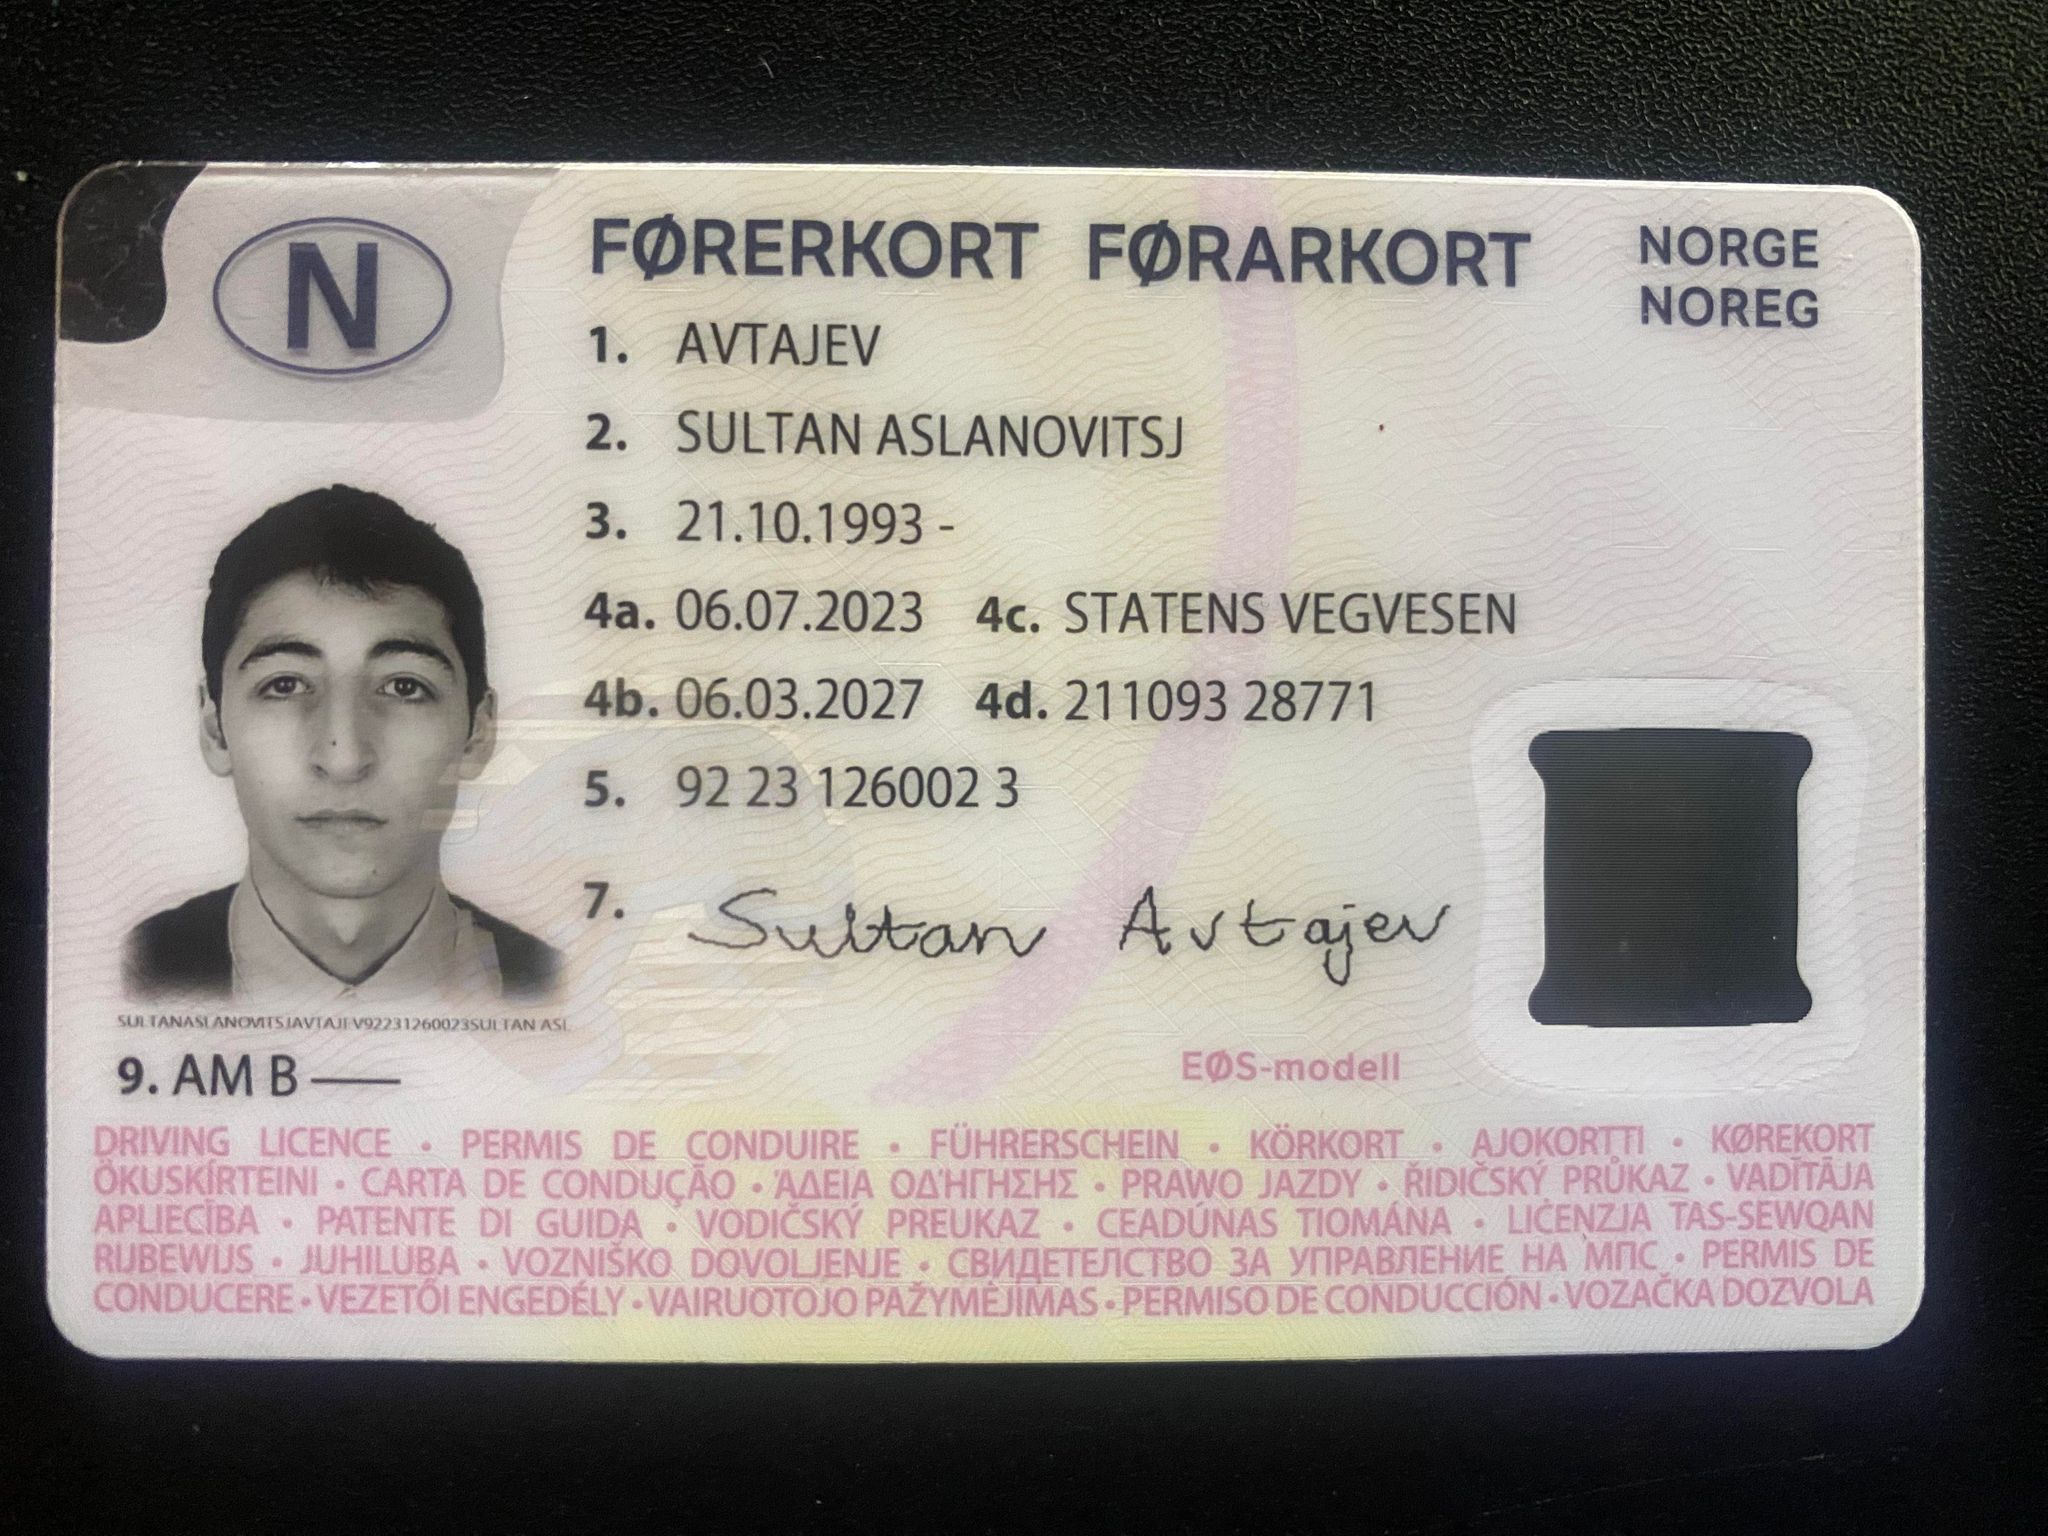 N
FØRERKORT FØRARKORT
NORGE
NOREG
1. AVTAJEV
2. SULTAN ASLANOVITSJ
3. 21.10.1993 -
4a. 06.07.2023 4c. STATENS VEGVESEN
4b. 06.03.2027 4d. 211093 28771
5. 92 23 126002 3
7. Sultan Avtajev
SULTANASLANOVITSJAVTAJEV92231260023SULTAN ASL
9. AM B
EØS-modell
DRIVING LICENCE • PERMIS DE CONDUIRE • FÜHRERSCHEIN • KÖRKORT • AJOKORTTI • KØREKORT
ÖKUSKÍRTEINI • CARTA DE CONDUÇÃO • ΆΔΕΙΑ ΟΔΉΓΗΣΗΣ • PRAWO JAZDY • ŘIDIČSKÝ PRŮKAZ • VADĪTĀJA
APLIECĪBA • PATENTE DI GUIDA • VODIČSKÝ PREUKAZ • CEADÚNAS TIOMÁNA • LIĊENZJA TAS-SEWQAN
RIJBEWIJS • JUHILUBA • VOZNIŠKO DOVOLJENJE • СВИДЕТЕЛСТВО ЗА УПРАВЛЕНИЕ НА МПС • PERMIS DE
CONDUCERE • VEZETŐI ENGEDÉLY • VAIRUOTOJO PAŽYMĖJIMAS • PERMISO DE CONDUCCIÓN • VOZAČKA DOZVOLA